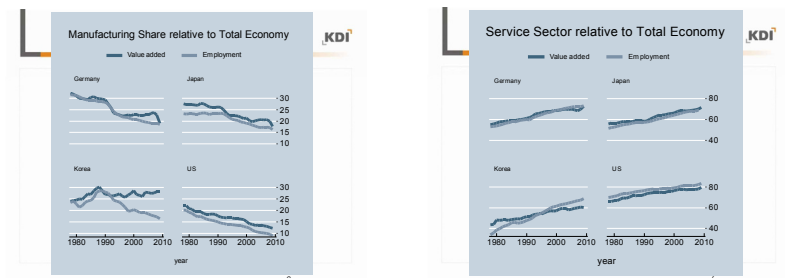 KDI
Manufacturing Share relative to Total Economy
Value added Employment
Germany Japan
30
25
20
15
10
Korea US
30
25
20
15
10
1980 1990 2000 2010 1980 1990 2000 2010
year
KDI
Service Sector relative to Total Economy
Value added Employment
Germany Japan
80
60
40
Korea US
80
60
40
1980 1990 2000 2010 1980 1990 2000 2010
year